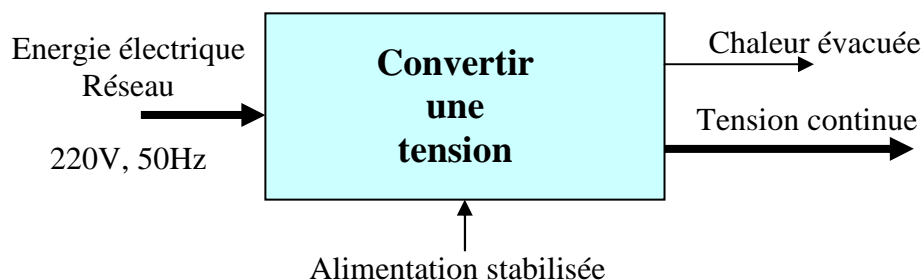 Energie électrique
Réseau
220V, 50Hz
Convertir
une
tension
Chaleur évacuée
Tension continue
Alimentation stabilisée